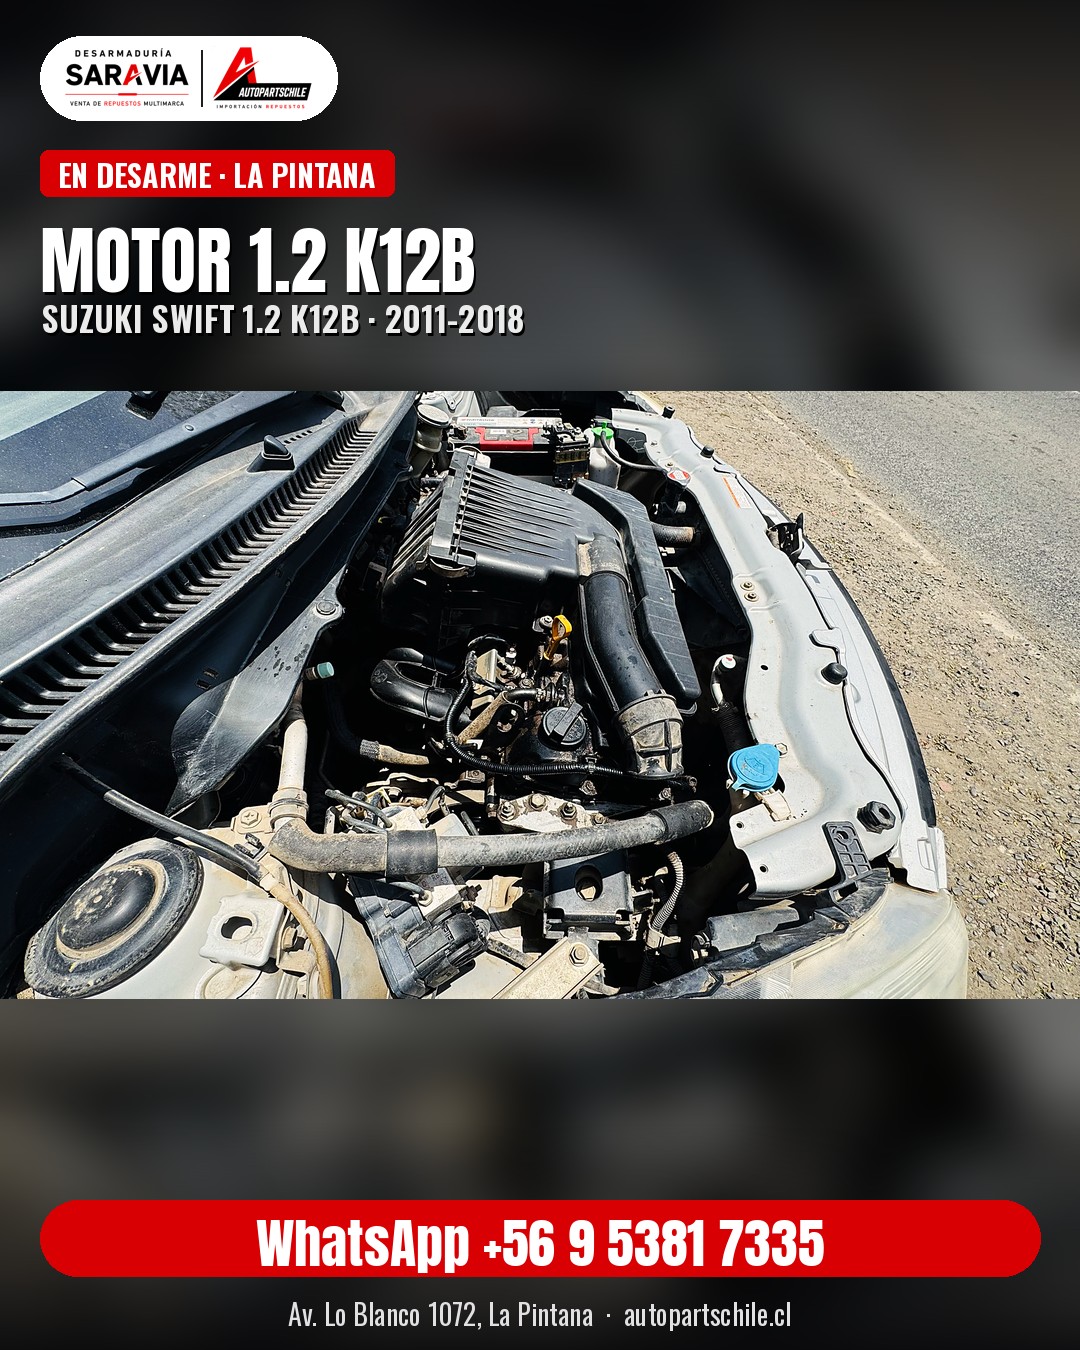 DESARMADURÍA
SARAVIA
VENTA DE REPUESTOS MULTIMARCA
AUTOPARTSCHILE
IMPORTACIÓN REPUESTOS
EN DESARME · LA PINTANA
MOTOR 1.2 K12B
SUZUKI SWIFT 1.2 K12B · 2011-2018
WhatsApp +56 9 5381 7335
Av. Lo Blanco 1072, La Pintana · autopartschile.cl